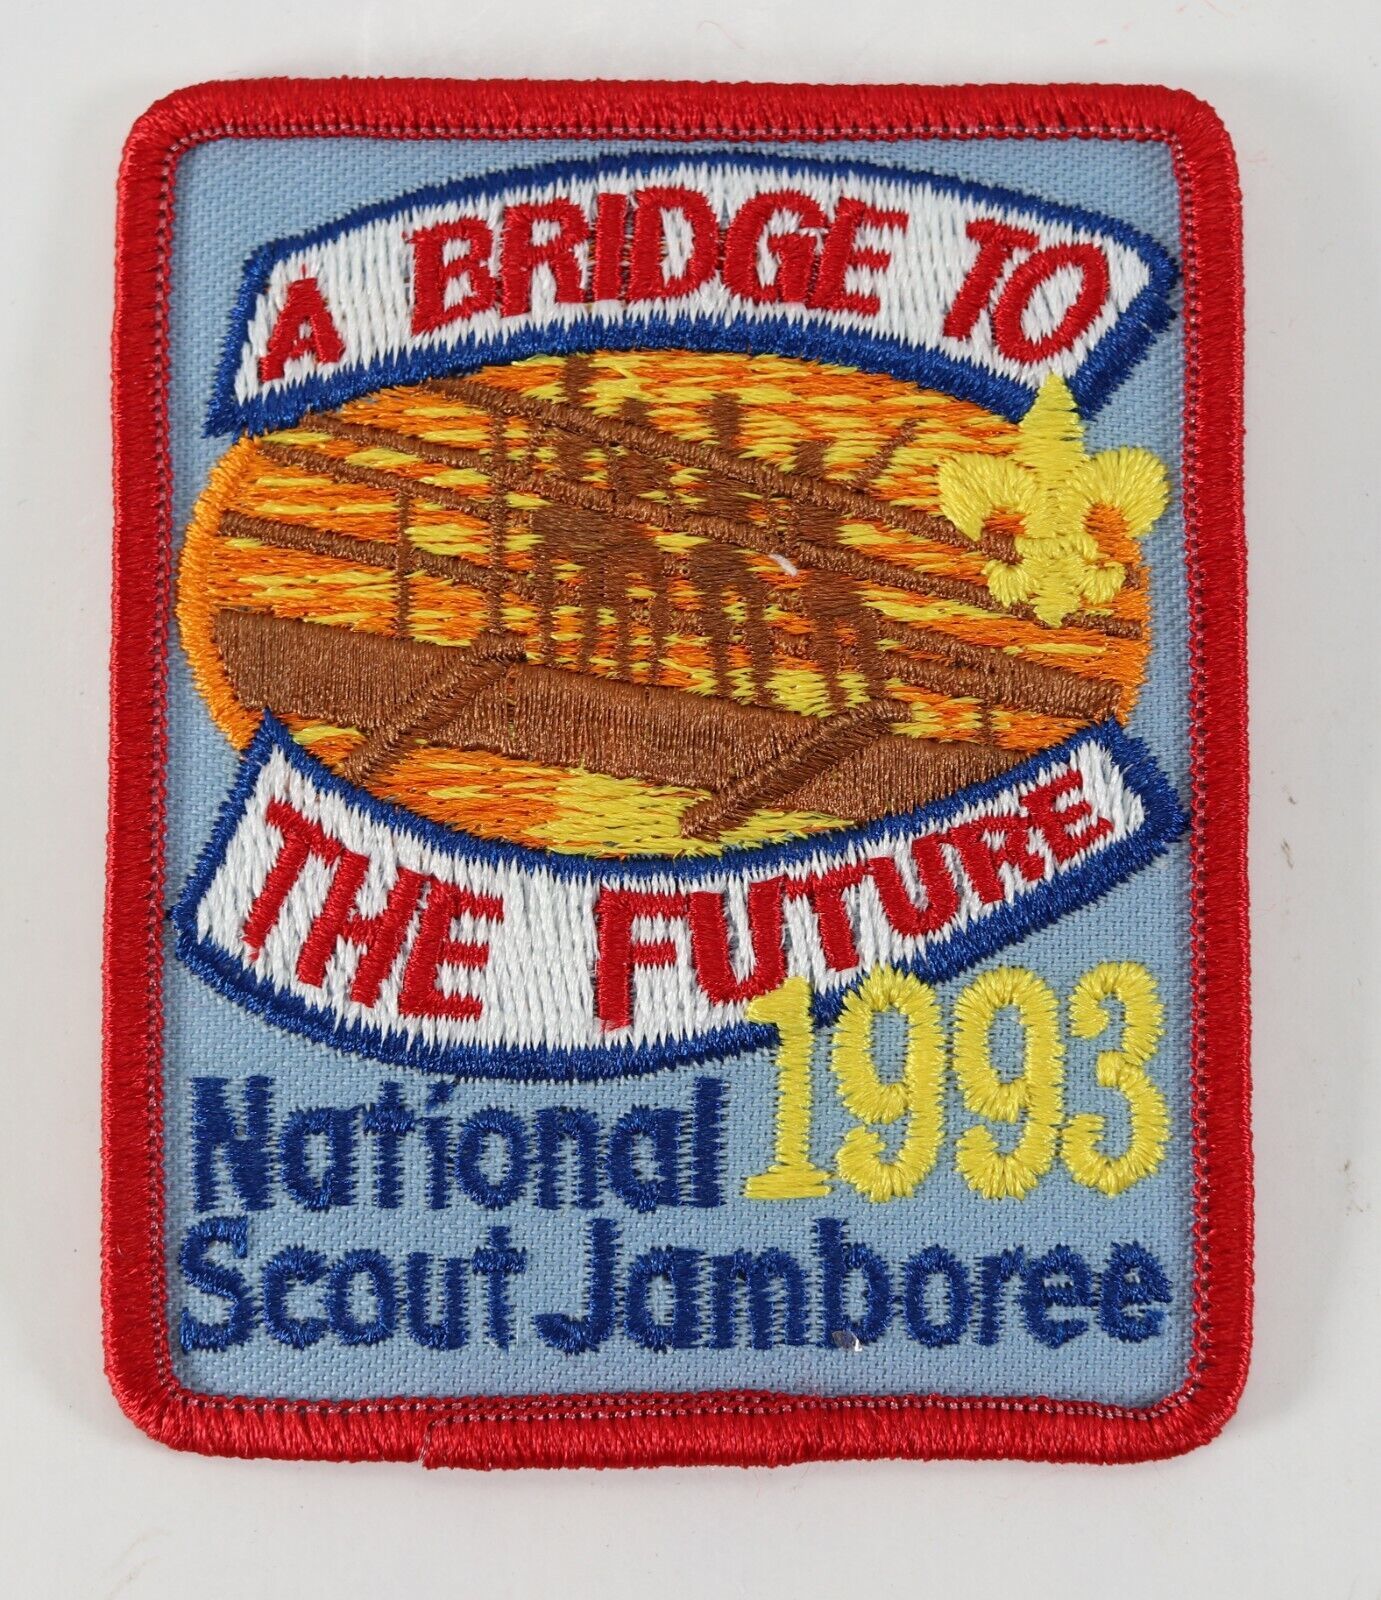 A BRIDGE TO
THE FUTURE
1993
National
Scout Jamboree